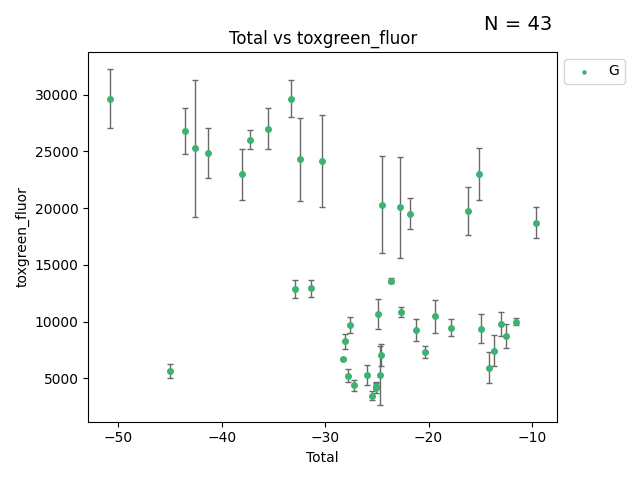 N = 43
Total vs toxgreen_fluor
G
30000
25000
20000
15000
10000
5000
toxgreen_fluor
−50 −40 −30 −20 −10
Total